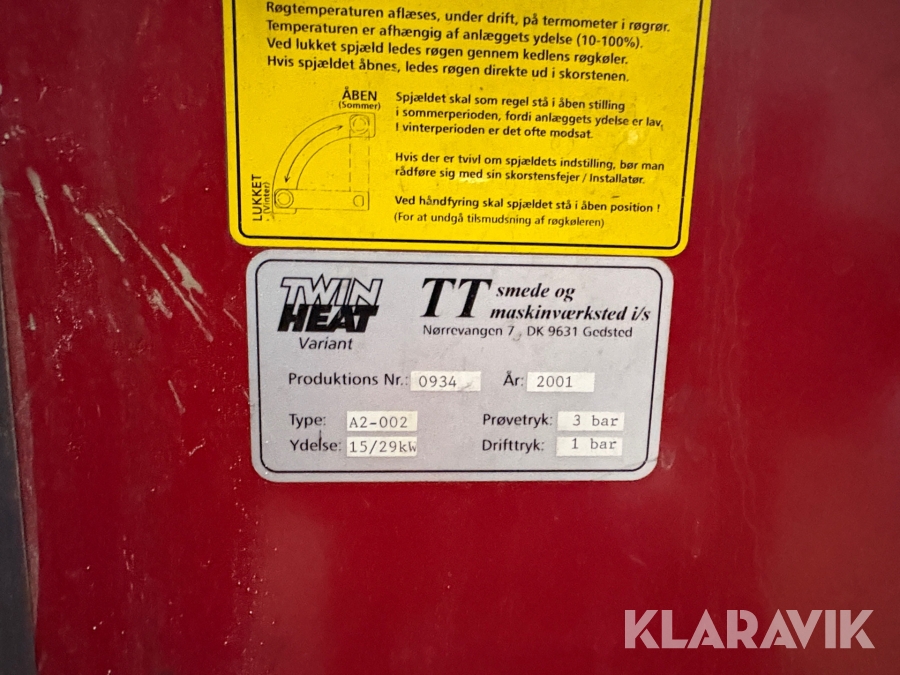 Røgtemperaturen aflæses, under drift, på termometer i røgrør.
Temperaturen er afhængig af anlæggets ydelse (10-100%).
Ved lukket spjæld ledes røgen gennem kedlens røgkøler.
Hvis spjældet åbnes, ledes røgen direkte ud i skorstenen.
ÅBEN
(Sommer)
LUKKET
(Vinter)
Spjældet skal som regel stå i åben stilling
i sommerperioden, fordi anlæggets ydelse er lav,
I vinterperioden er det ofte modsat.
Hvis der er tvivl om spjældets indstilling, bør man
rådføre sig med sin skorstensfejer / Installatør.
Ved håndfyring skal spjældet stå i åben position !
(For at undgå tilsmudsning af røgkøleren)
TWIN
HEAT
Variant
TT smede og
maskinværksted i/s
Nørrevangen 7, DK 9631 Gedsted
Produktions Nr.: 0934 År: 2001
Type: A2-002 Prøvetryk: 3 bar
Ydelse: 15/29kW Drifttryk: 1 bar
KLARAVIK